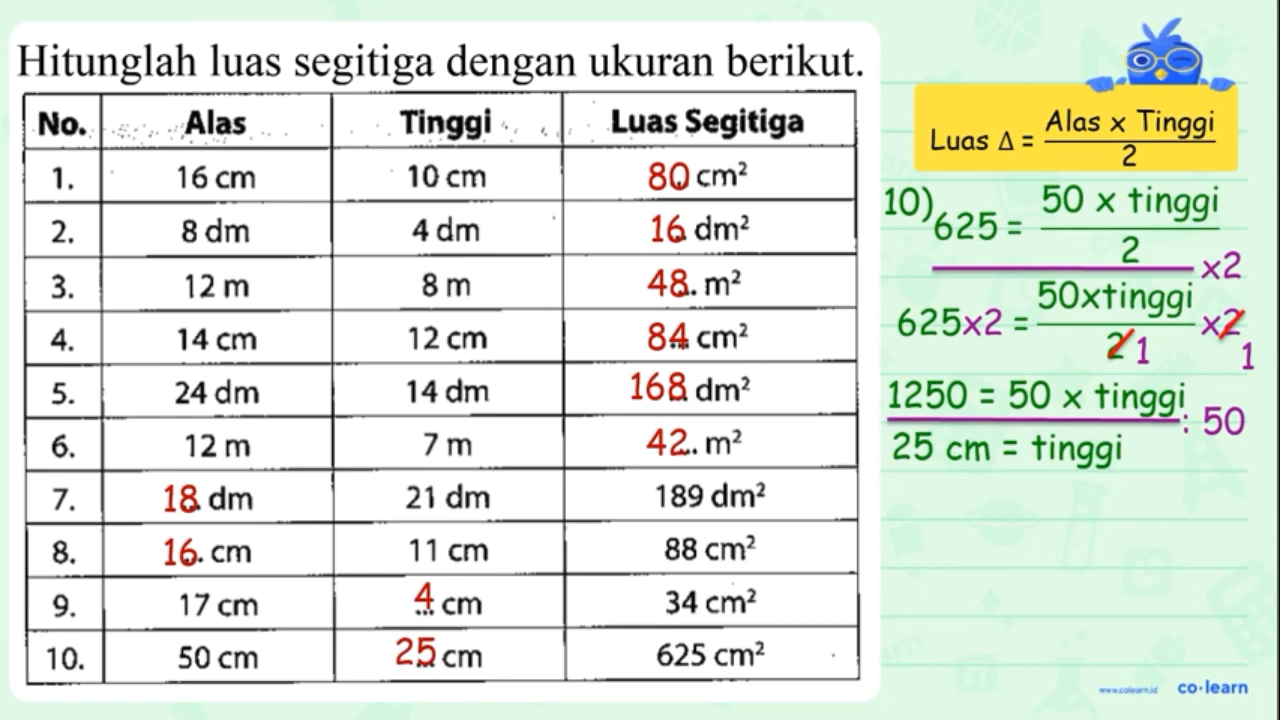 Hitunglah luas segitiga dengan ukuran berikut.
No. Alas Tinggi Luas Segitiga
1. 16 cm 10 cm 80 cm²
2. 8 dm 4 dm 16 dm²
3. 12 m 8 m 48 .. m²
4. 14 cm 12 cm 84 cm²
5. 24 dm 14 dm 168 dm²
6. 12 m 7 m 42 .. m²
7. 18 dm 21 dm 189 dm²
8. 16 .. cm 11 cm 88 cm²
9. 17 cm 4 ... cm 34 cm²
10. 50 cm 25 ... cm 625 cm²
Luas Δ = Alas x Tinggi / 2
10) 625 = 50 x tinggi / 2 x2
625x2 = 50xtinggi / 2 1 x2 1
1250 = 50 x tinggi : 50
25 cm = tinggi
www.colearn.id co·learn